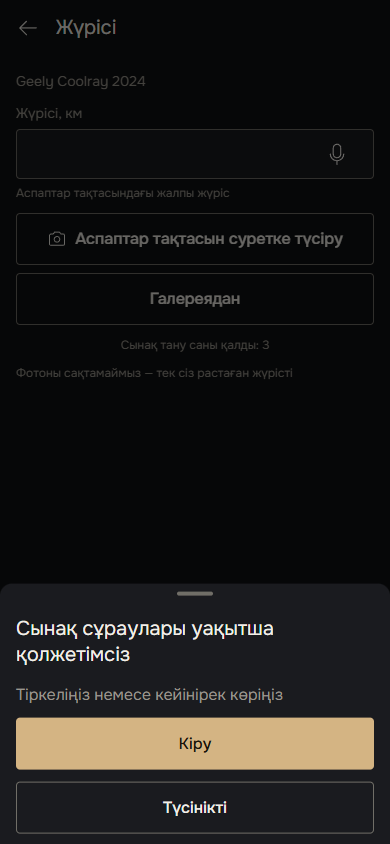 Жүрісі
Geely Coolray 2024
Жүрісі, км
Аспаптар тақтасындағы жалпы жүріс
Аспаптар тақтасын суретке түсіру
Галереядан
Сынақ тану саны қалды: 3
Фотоны сақтамаймыз — тек сіз растаған жүрісті
Сынақ сұраулары уақытша
қолжетімсіз
Тіркеліңіз немесе кейінірек көріңіз
Кіру
Түсінікті